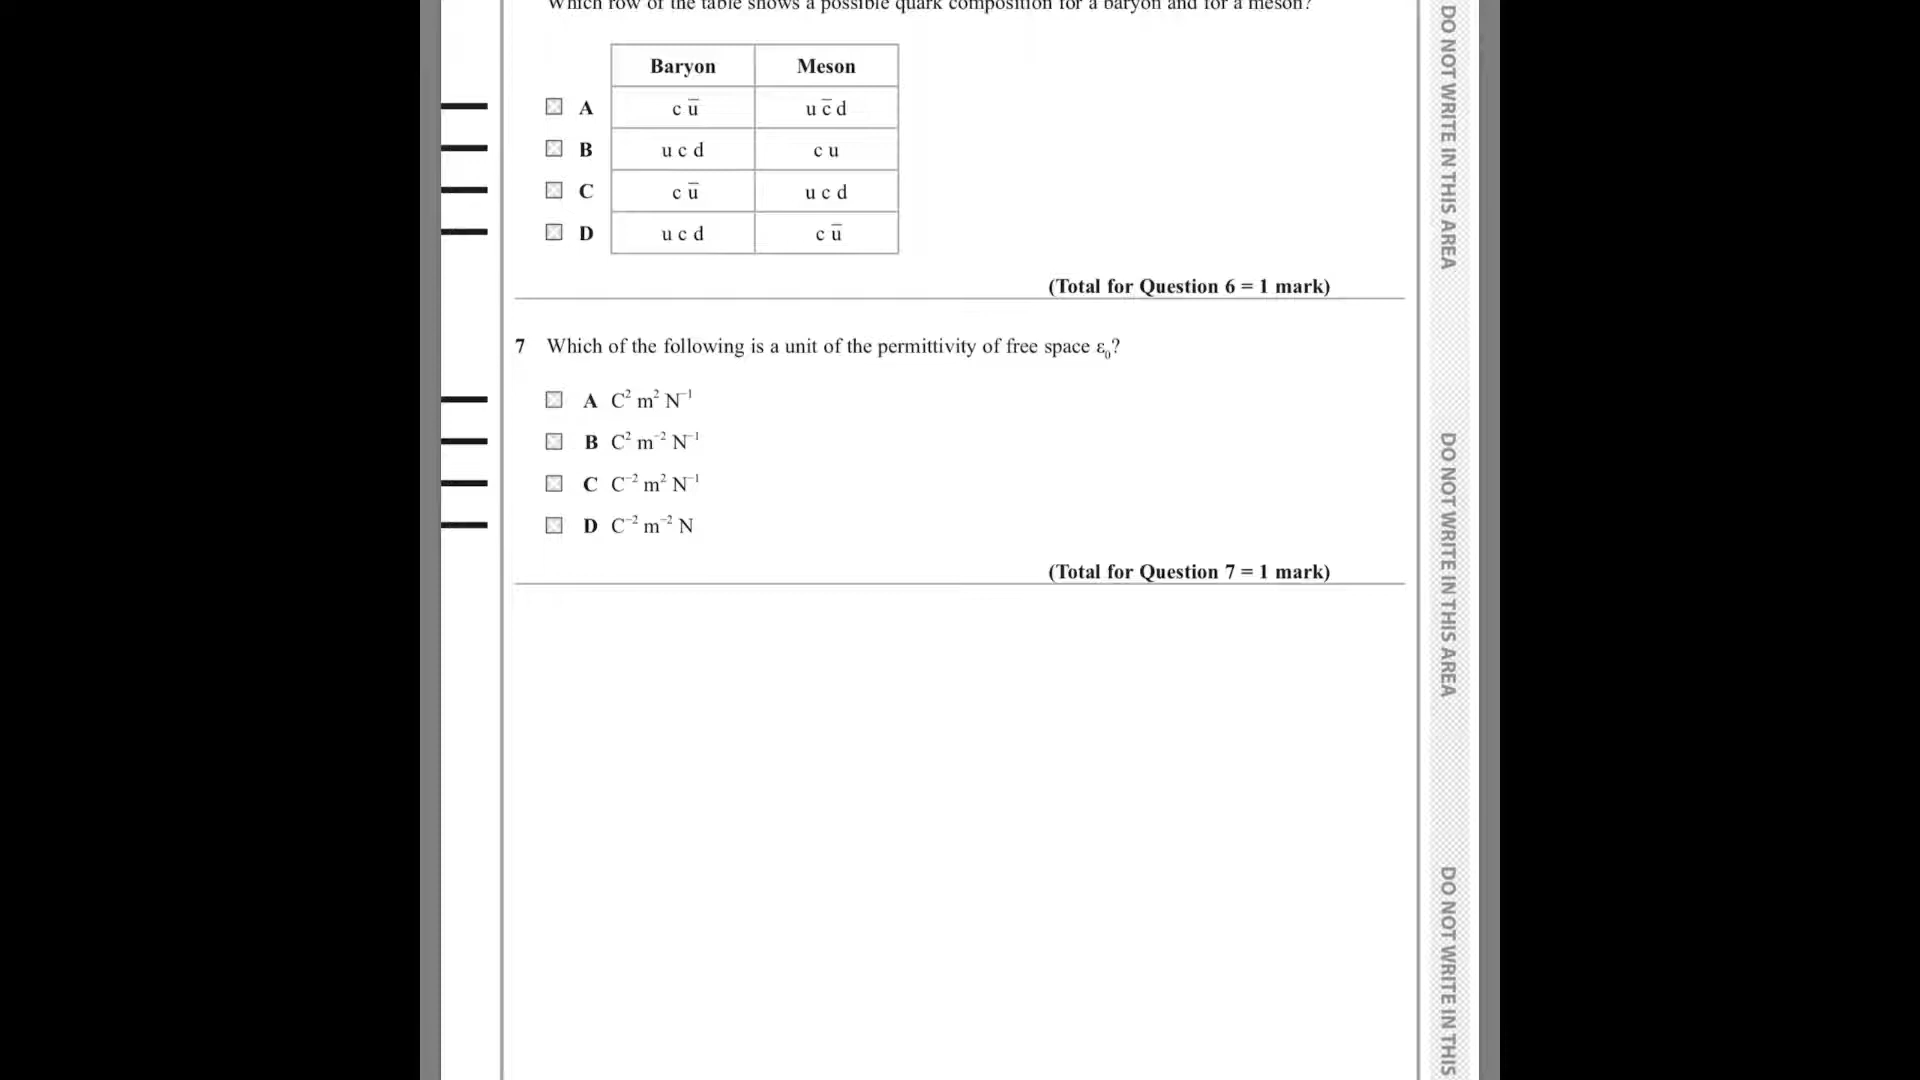 Which row of the table shows a possible quark composition for a baryon and for a meson?
Baryon Meson
A c ū u c̄ d
B u c d c u
C c ū u c d
D u c d c ū
(Total for Question 6 = 1 mark)
7 Which of the following is a unit of the permittivity of free space ε₀?
A C² m² N⁻¹
B C² m⁻² N⁻¹
C C⁻² m² N⁻¹
D C⁻² m⁻² N
(Total for Question 7 = 1 mark)
DO NOT WRITE IN THIS AREA
DO NOT WRITE IN THIS AREA
DO NOT WRITE IN THIS